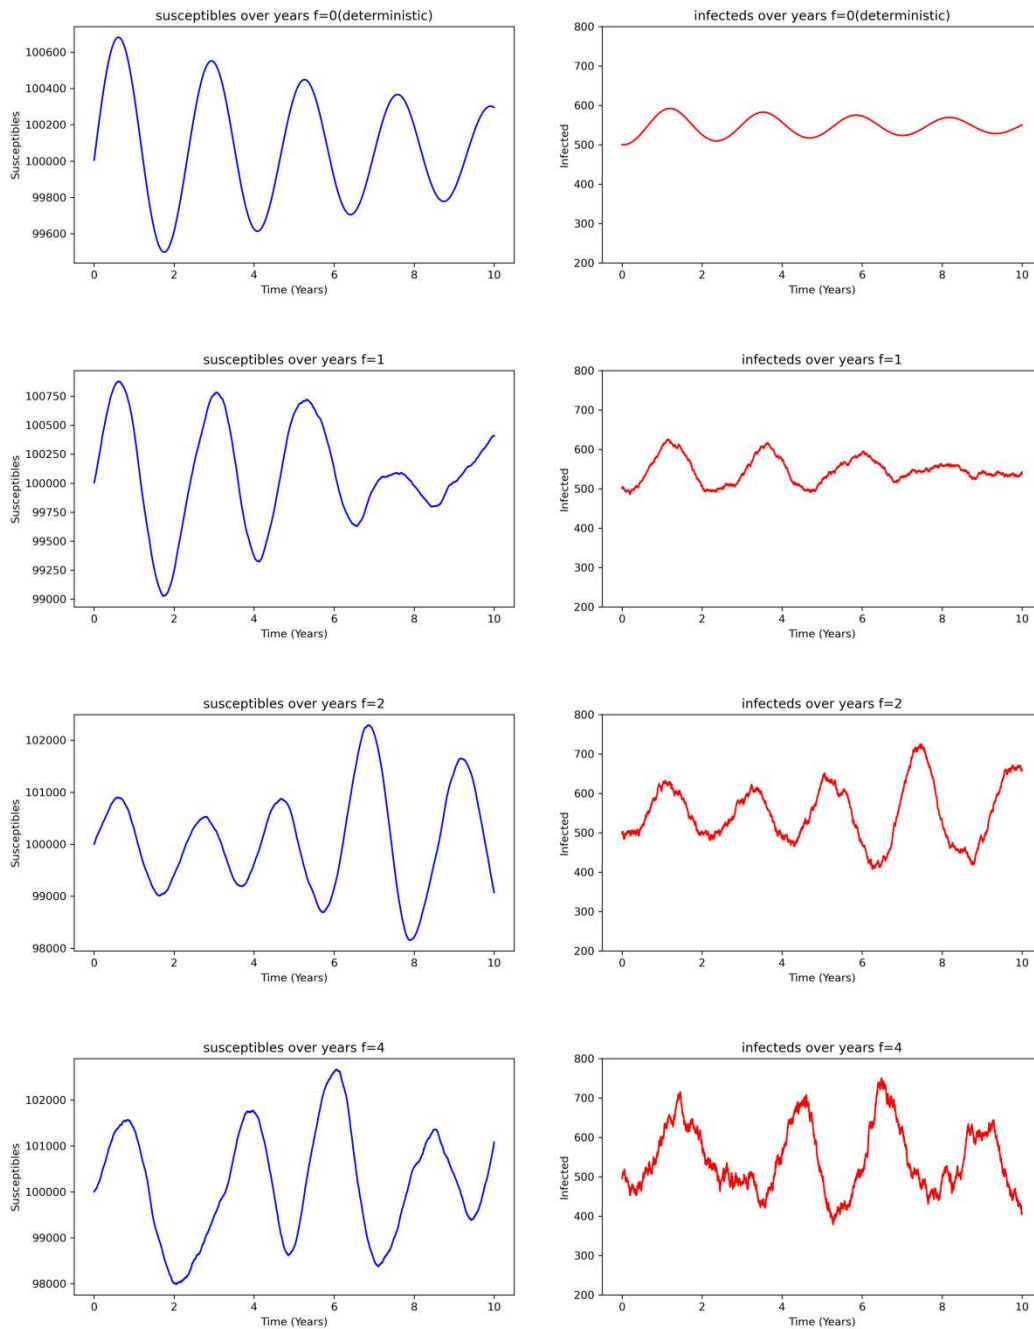 susceptibles over years f=0(deterministic)
Susceptibles
100600
100400
100200
100000
99800
99600
0 2 4 6 8 10
Time (Years)
infecteds over years f=0(deterministic)
Infected
800
700
600
500
400
300
200
0 2 4 6 8 10
Time (Years)
susceptibles over years f=1
Susceptibles
100750
100500
100250
100000
99750
99500
99250
99000
0 2 4 6 8 10
Time (Years)
infecteds over years f=1
Infected
800
700
600
500
400
300
200
0 2 4 6 8 10
Time (Years)
susceptibles over years f=2
Susceptibles
102000
101000
100000
99000
98000
0 2 4 6 8 10
Time (Years)
infecteds over years f=2
Infected
800
700
600
500
400
300
200
0 2 4 6 8 10
Time (Years)
susceptibles over years f=4
Susceptibles
102000
101000
100000
99000
98000
0 2 4 6 8 10
Time (Years)
infecteds over years f=4
Infected
800
700
600
500
400
300
200
0 2 4 6 8 10
Time (Years)